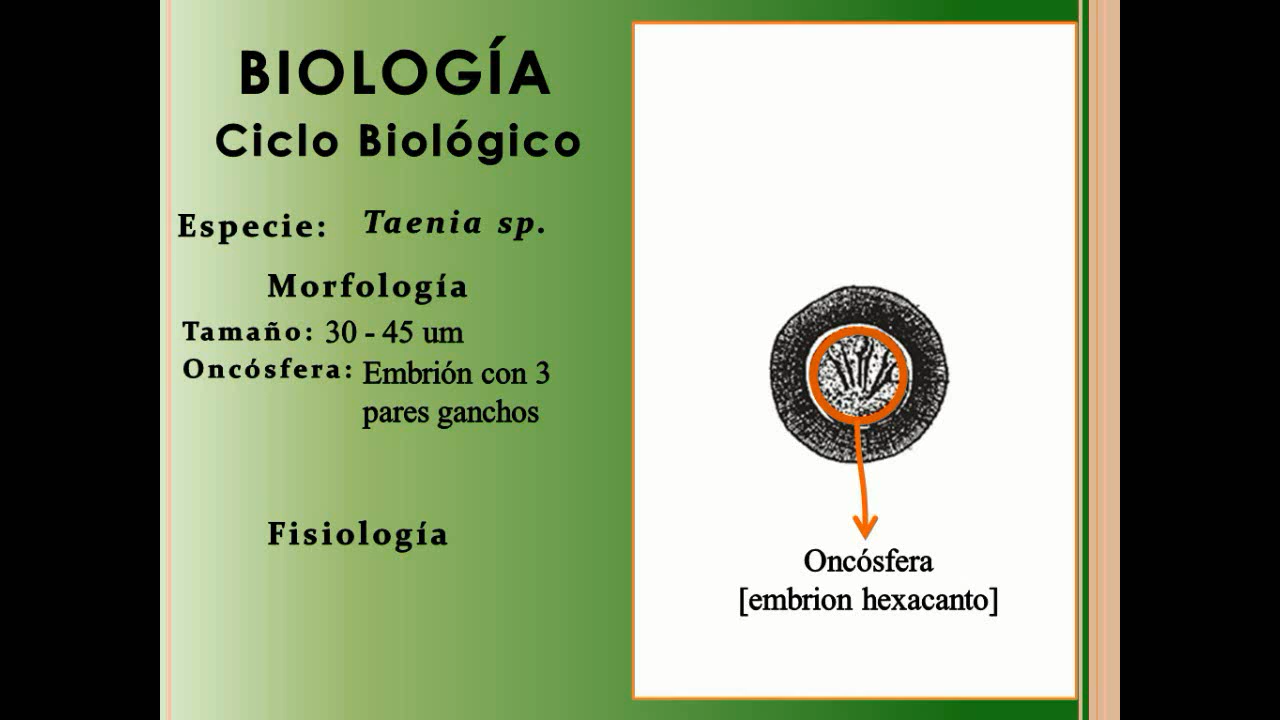 BIOLOGÍA
Ciclo Biológico
Especie: Taenia sp.
Morfología
Tamaño: 30 - 45 um
Oncósfera: Embrión con 3
pares ganchos
Fisiología
Oncósfera
[embrion hexacanto]